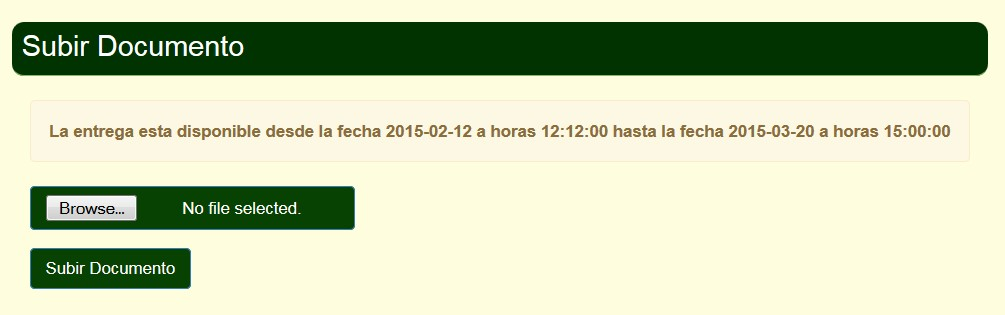 Subir Documento
La entrega esta disponible desde la fecha 2015-02-12 a horas 12:12:00 hasta la fecha 2015-03-20 a horas 15:00:00
Browse... No file selected.
Subir Documento